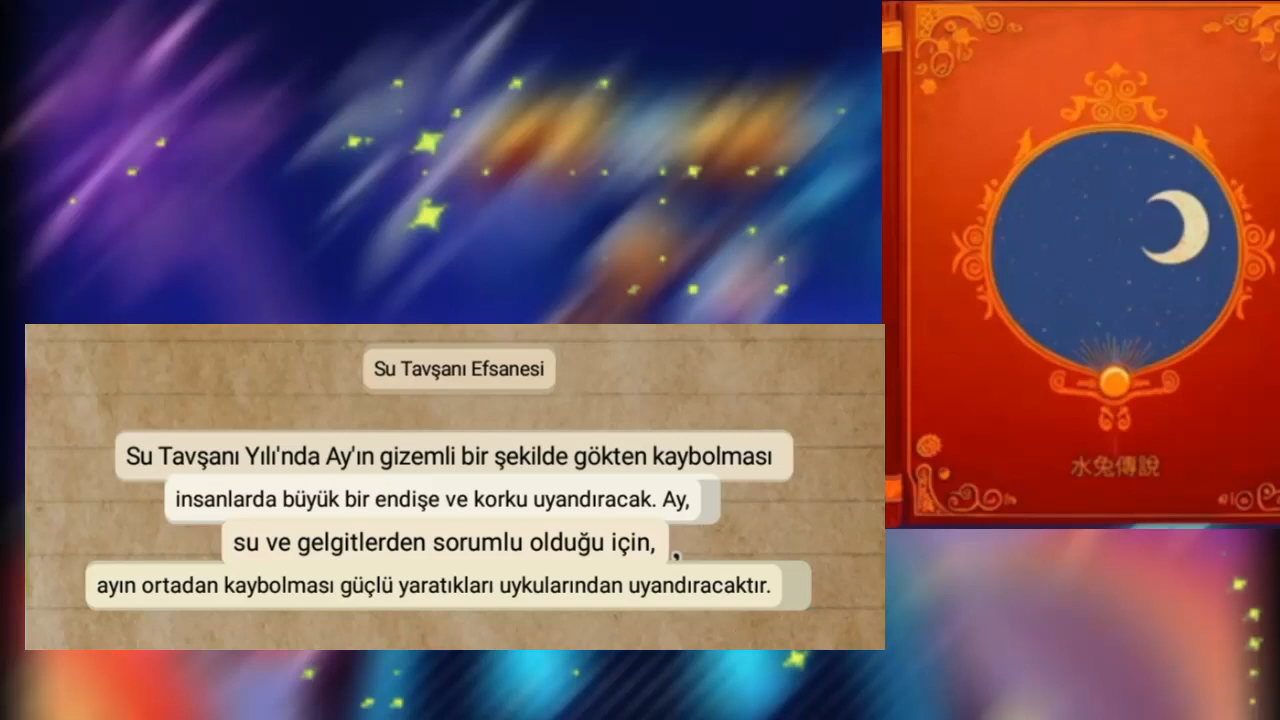 Su Tavşanı Efsanesi
Su Tavşanı Yılı'nda Ay'ın gizemli bir şekilde gökten kaybolması
insanlarda büyük bir endişe ve korku uyandıracak. Ay,
su ve gelgitlerden sorumlu olduğu için, ,
ayın ortadan kaybolması güçlü yaratıkları uykularından uyandıracaktır.
水兔傳說